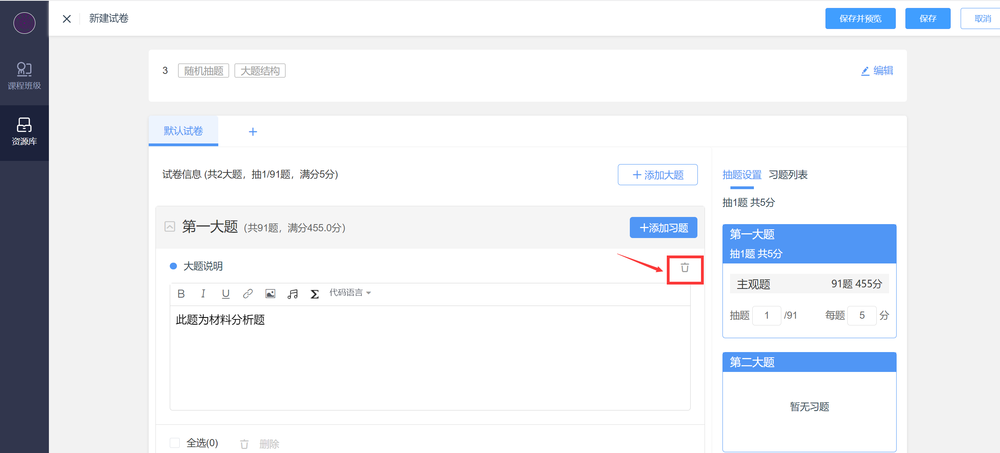 新建试卷
保存并预览
保存
取消
课程班级
资源库
3 随机抽题 大题结构
编辑
默认试卷 +
试卷信息 (共2大题，抽1/91题，满分5分)
+ 添加大题
第一大题 (共91题，满分455.0分)
+添加习题
大题说明
B I U 代码语言
此题为材料分析题
全选(0) 删除
抽题设置 习题列表
抽1题 共5分
第一大题
抽1题 共5分
主观题 91题 455分
抽题 1 /91 每题 5 分
第二大题
暂无习题